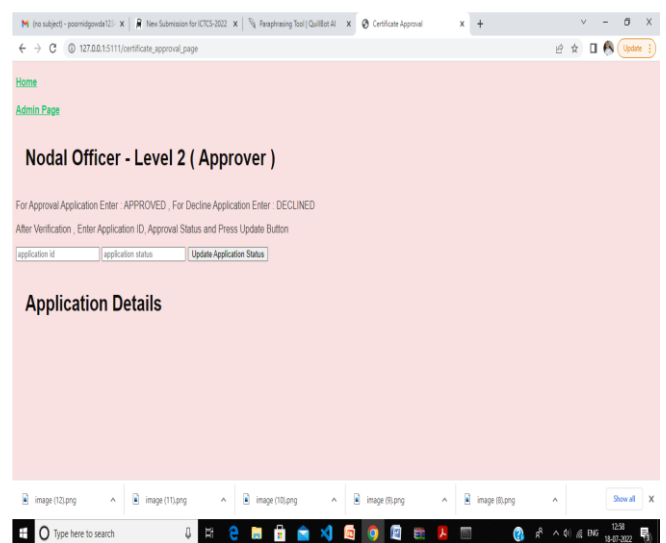 (no subject) - poornidgowda123 X New Submission for ICTCS-2022 X Paraphrasing Tool | QuillBot AI X Certificate Approval X +
127.0.0.1:5111/certificate_approval_page Update
Home
Admin Page
Nodal Officer - Level 2 ( Approver )
For Approval Application Enter : APPROVED , For Decline Application Enter : DECLINED
After Verification , Enter Application ID, Approval Status and Press Update Button
application id application status Update Application Status
Application Details
image (12).png image (11).png image (10).png image (9).png image (8).png Show all X
Type here to search ENG 12:58
18-07-2022